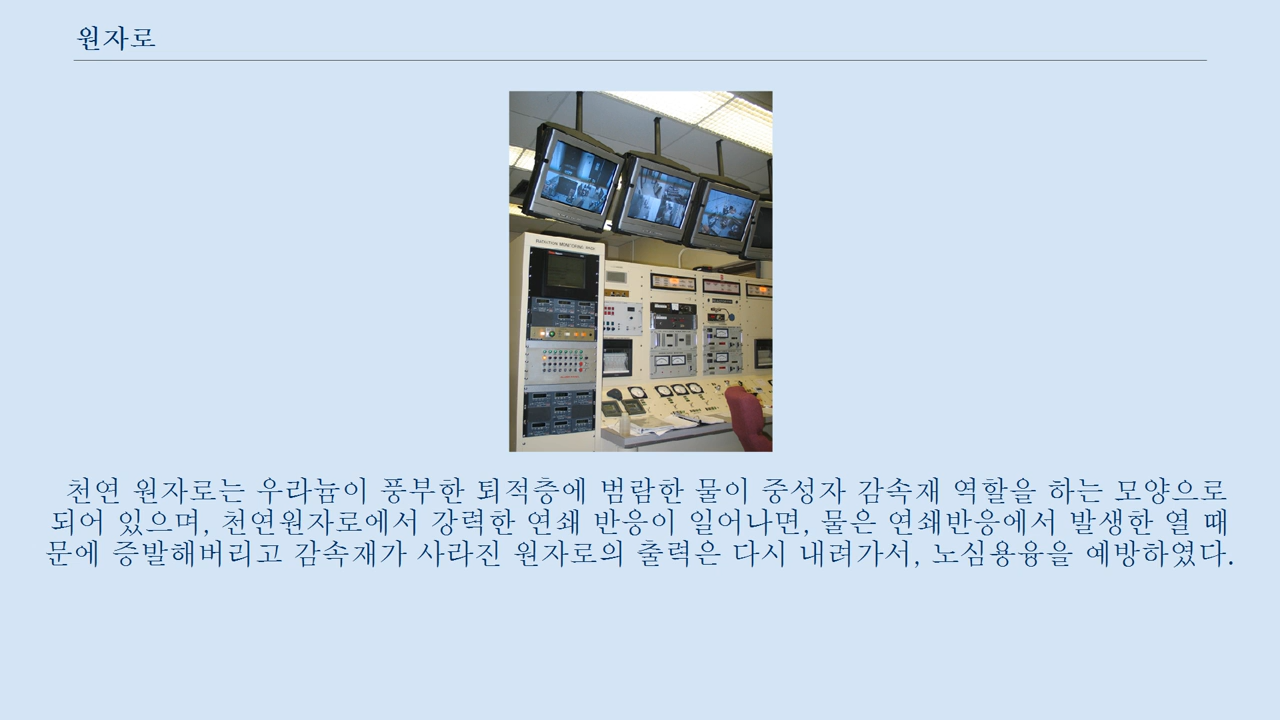 원자로
RADIATION MONITORING
천연 원자로는 우라늄이 풍부한 퇴적층에 범람한 물이 중성자 감속재 역할을 하는 모양으로
되어 있으며, 천연원자로에서 강력한 연쇄 반응이 일어나면, 물은 연쇄반응에서 발생한 열 때
문에 증발해버리고 감속재가 사라진 원자로의 출력은 다시 내려가서, 노심용융을 예방하였다.